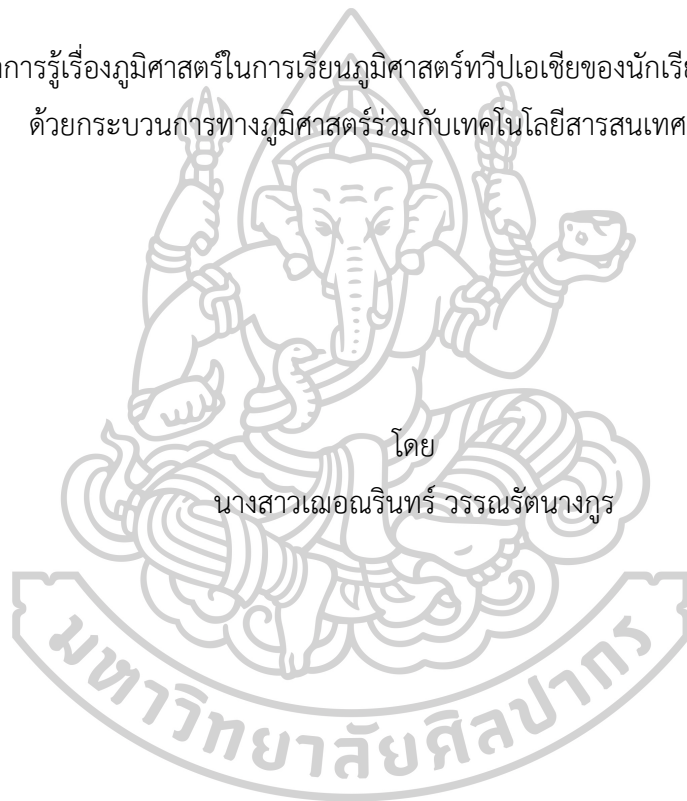 การรู้เรื่องภูมิศาสตร์ในการเรียนภูมิศาสตร์ทวีปเอเชียของนักเรีย
ด้วยกระบวนการทางภูมิศาสตร์ร่วมกับเทคโนโลยีสารสนเทศ
โดย
นางสาวเฌอณรินทร์ วรรณรัตนางกูร
มหาวิทยาลัยศิลปากร